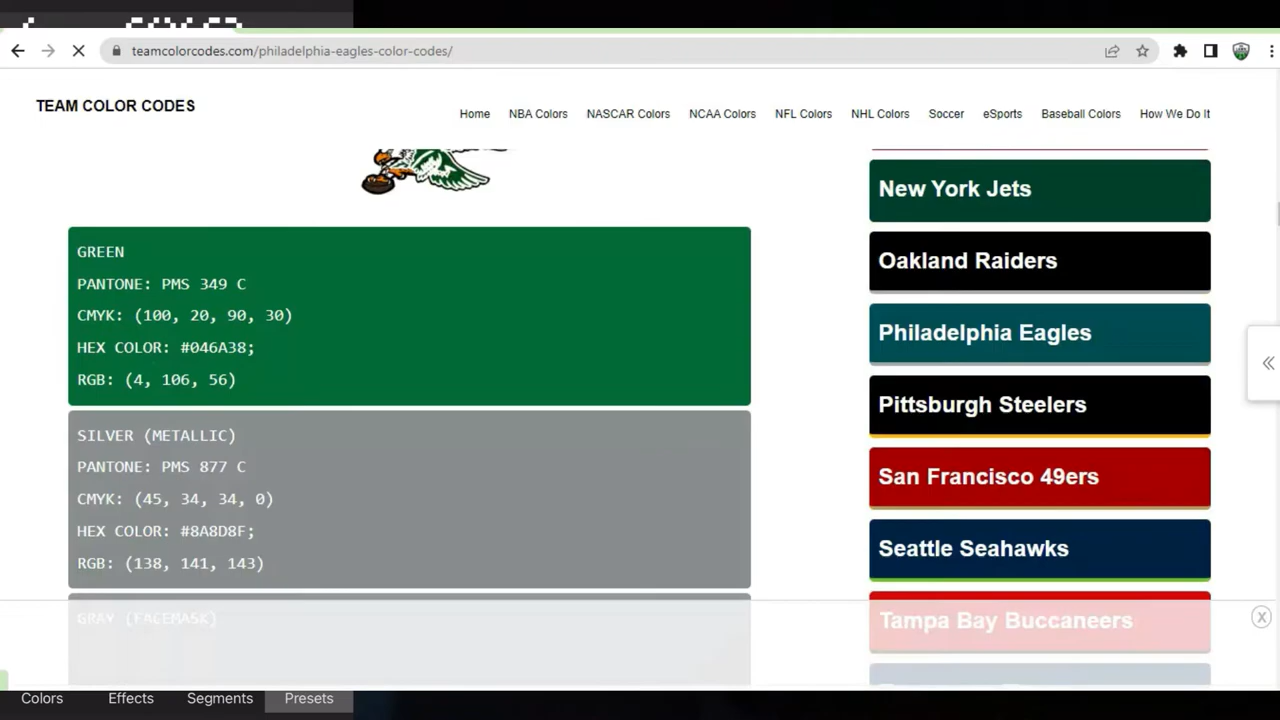 teamcolorcodes.com/philadelphia-eagles-color-codes/
TEAM COLOR CODES
Home NBA Colors NASCAR Colors NCAA Colors NFL Colors NHL Colors Soccer eSports Baseball Colors How We Do It
GREEN
PANTONE: PMS 349 C
CMYK: (100, 20, 90, 30)
HEX COLOR: #046A38;
RGB: (4, 106, 56)
SILVER (METALLIC)
PANTONE: PMS 877 C
CMYK: (45, 34, 34, 0)
HEX COLOR: #8A8D8F;
RGB: (138, 141, 143)
GRAY (FACEMASK)
New York Jets
Oakland Raiders
Philadelphia Eagles
Pittsburgh Steelers
San Francisco 49ers
Seattle Seahawks
Tampa Bay Buccaneers
X
Colors Effects Segments Presets